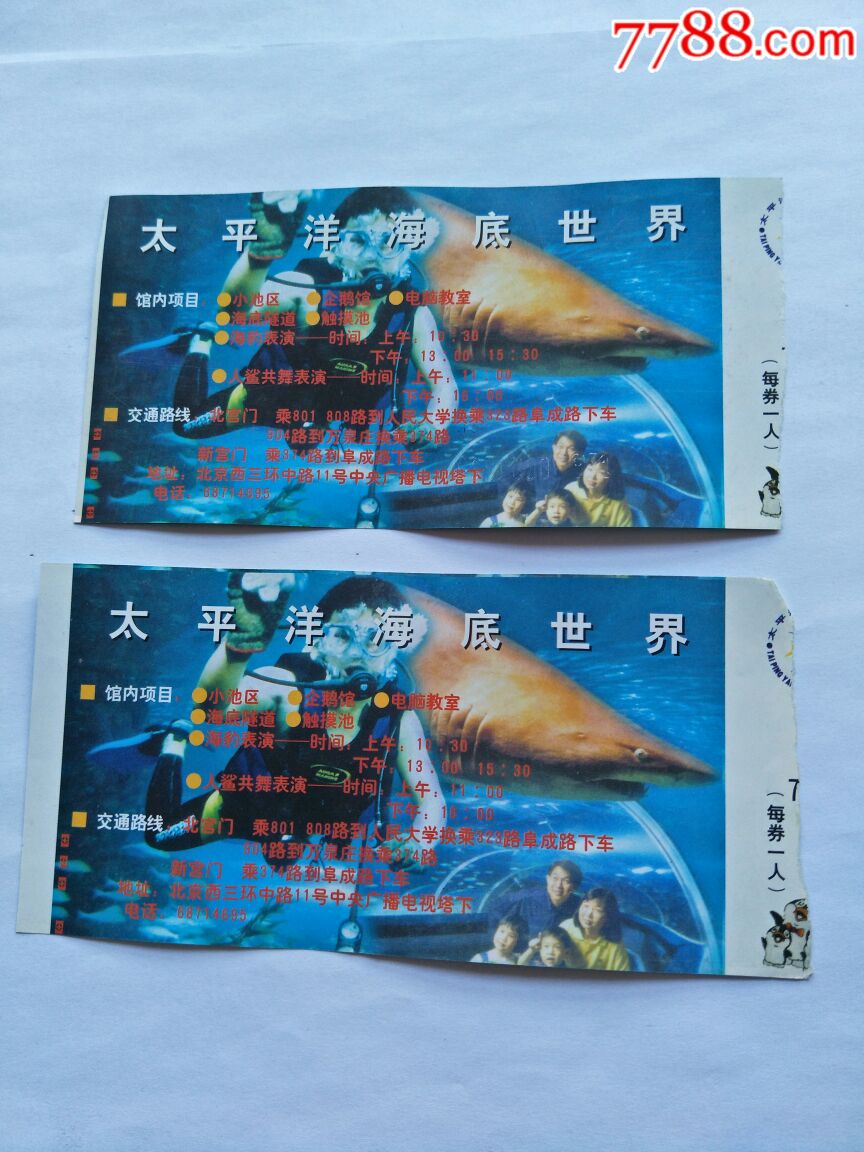 7788.com
太平洋海底世界
太平
TAI PING YA
馆内项目: 小池区 企鹅馆 电脑教室
海底隧道 触摸池
海豹表演——时间: 上午: 10:30
下午: 13:00 15:30
人鲨共舞表演——时间: 上午: 11:00
下午: 16:00
交通路线: 北宫门 乘801 808路到人民大学换乘323路阜成路下车
904路到万泉庄换乘374路
新宫门 乘374路到阜成路下车
地址: 北京西三环中路11号中央广播电视塔下
电话: 68714695
(每券一人)
太平洋海底世界
太平
TAI PING YA
馆内项目: 小池区 企鹅馆 电脑教室
海底隧道 触摸池
海豹表演——时间: 上午: 10:30
下午: 13:00 15:30
人鲨共舞表演——时间: 上午: 11:00
下午: 16:00
交通路线: 北宫门 乘801 808路到人民大学换乘323路阜成路下车
904路到万泉庄换乘374路
新宫门 乘374路到阜成路下车
地址: 北京西三环中路11号中央广播电视塔下
电话: 68714695
7
(每券一人)